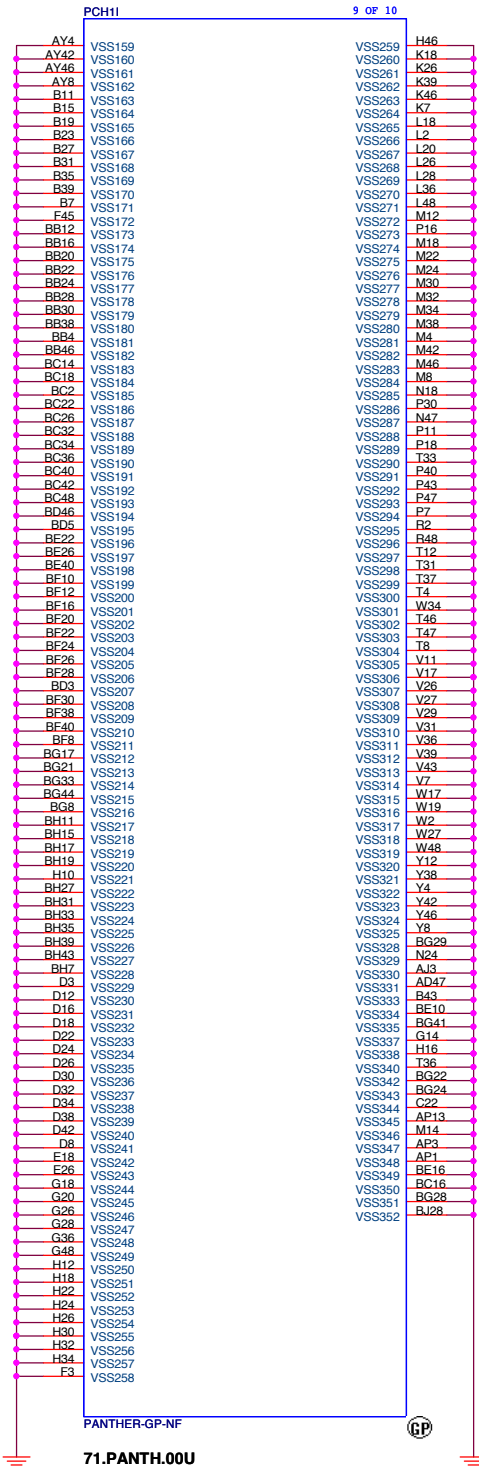 PCH1I 9 OF 10
AY4 VSS159 VSS259 H46
AY42 VSS160 VSS260 K18
AY46 VSS161 VSS261 K26
AY8 VSS162 VSS262 K39
B11 VSS163 VSS263 K46
B15 VSS164 VSS264 K7
B19 VSS165 VSS265 L18
B23 VSS166 VSS266 L2
B27 VSS167 VSS267 L20
B31 VSS168 VSS268 L26
B35 VSS169 VSS269 L28
B39 VSS170 VSS270 L36
B7 VSS171 VSS271 L48
F45 VSS172 VSS272 M12
BB12 VSS173 VSS273 P16
BB16 VSS174 VSS274 M18
BB20 VSS175 VSS275 M22
BB22 VSS176 VSS276 M24
BB24 VSS177 VSS277 M30
BB28 VSS178 VSS278 M32
BB30 VSS179 VSS279 M34
BB38 VSS180 VSS280 M38
BB4 VSS181 VSS281 M4
BB46 VSS182 VSS282 M42
BC14 VSS183 VSS283 M46
BC18 VSS184 VSS284 M8
BC2 VSS185 VSS285 N18
BC22 VSS186 VSS286 P30
BC26 VSS187 VSS287 N47
BC32 VSS188 VSS288 P11
BC34 VSS189 VSS289 P18
BC36 VSS190 VSS290 T33
BC40 VSS191 VSS291 P40
BC42 VSS192 VSS292 P43
BC48 VSS193 VSS293 P47
BD46 VSS194 VSS294 P7
BD5 VSS195 VSS295 R2
BE22 VSS196 VSS296 R48
BE26 VSS197 VSS297 T12
BE40 VSS198 VSS298 T31
BF10 VSS199 VSS299 T37
BF12 VSS200 VSS300 T4
BF16 VSS201 VSS301 W34
BF20 VSS202 VSS302 T46
BF22 VSS203 VSS303 T47
BF24 VSS204 VSS304 T8
BF26 VSS205 VSS305 V11
BF28 VSS206 VSS306 V17
BD3 VSS207 VSS307 V26
BF30 VSS208 VSS308 V27
BF38 VSS209 VSS309 V29
BF40 VSS210 VSS310 V31
BF8 VSS211 VSS311 V36
BG17 VSS212 VSS312 V39
BG21 VSS213 VSS313 V43
BG33 VSS214 VSS314 V7
BG44 VSS215 VSS315 W17
BG8 VSS216 VSS316 W19
BH11 VSS217 VSS317 W2
BH15 VSS218 VSS318 W27
BH17 VSS219 VSS319 W48
BH19 VSS220 VSS320 Y12
H10 VSS221 VSS321 Y38
BH27 VSS222 VSS322 Y4
BH31 VSS223 VSS323 Y42
BH33 VSS224 VSS324 Y46
BH35 VSS225 VSS325 Y8
BH39 VSS226 VSS328 BG29
BH43 VSS227 VSS329 N24
BH7 VSS228 VSS330 AJ3
D3 VSS229 VSS331 AD47
D12 VSS230 VSS333 B43
D16 VSS231 VSS334 BE10
D18 VSS232 VSS335 BG41
D22 VSS233 VSS337 G14
D24 VSS234 VSS338 H16
D26 VSS235 VSS340 T36
D30 VSS236 VSS342 BG22
D32 VSS237 VSS343 BG24
D34 VSS238 VSS344 C22
D38 VSS239 VSS345 AP13
D42 VSS240 VSS346 M14
D8 VSS241 VSS347 AP3
E18 VSS242 VSS348 AP1
E26 VSS243 VSS349 BE16
G18 VSS244 VSS350 BC16
G20 VSS245 VSS351 BG28
G26 VSS246 VSS352 BJ28
G28 VSS247
G36 VSS248
G48 VSS249
H12 VSS250
H18 VSS251
H22 VSS252
H24 VSS253
H26 VSS254
H30 VSS255
H32 VSS256
H34 VSS257
F3 VSS258
PANTHER-GP-NF GP
71.PANTH.00U